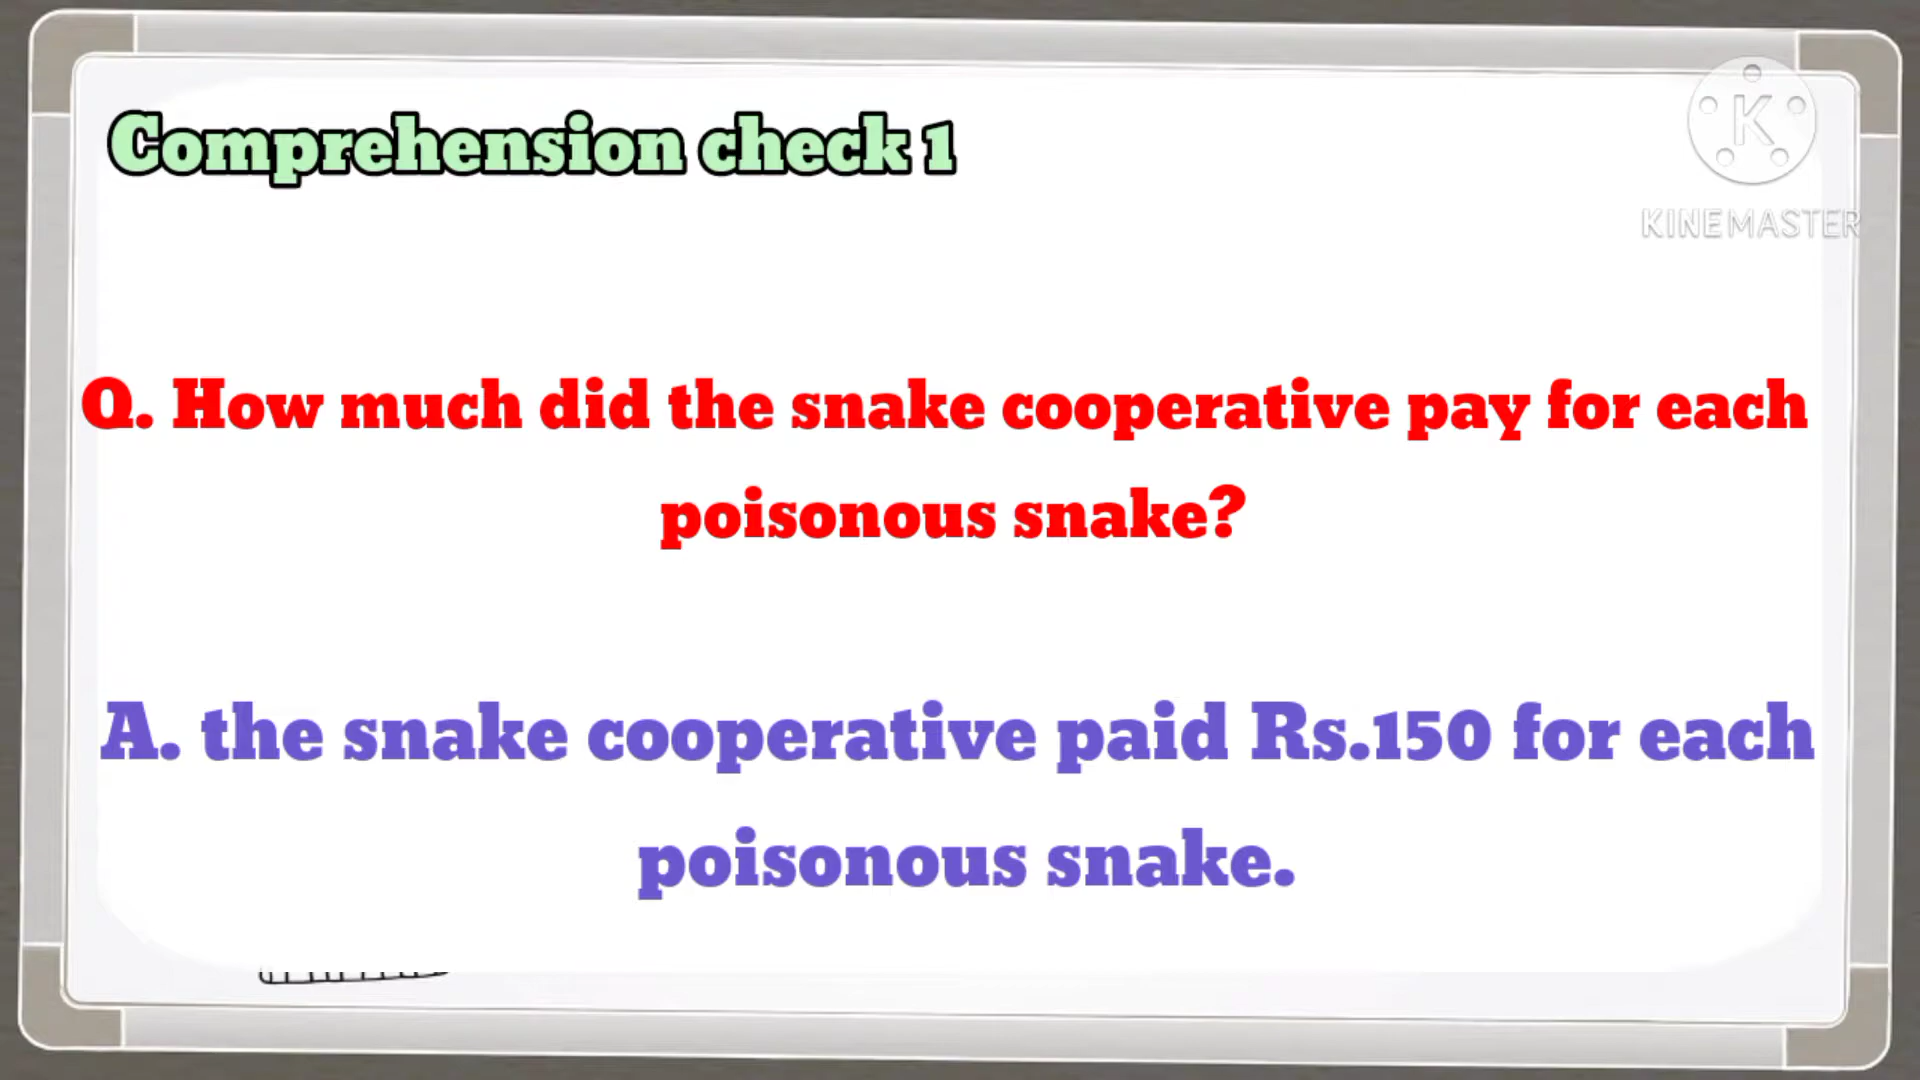 Comprehension check 1
K
KINEMASTER
Q. How much did the snake cooperative pay for each
poisonous snake?
A. the snake cooperative paid Rs.150 for each
poisonous snake.